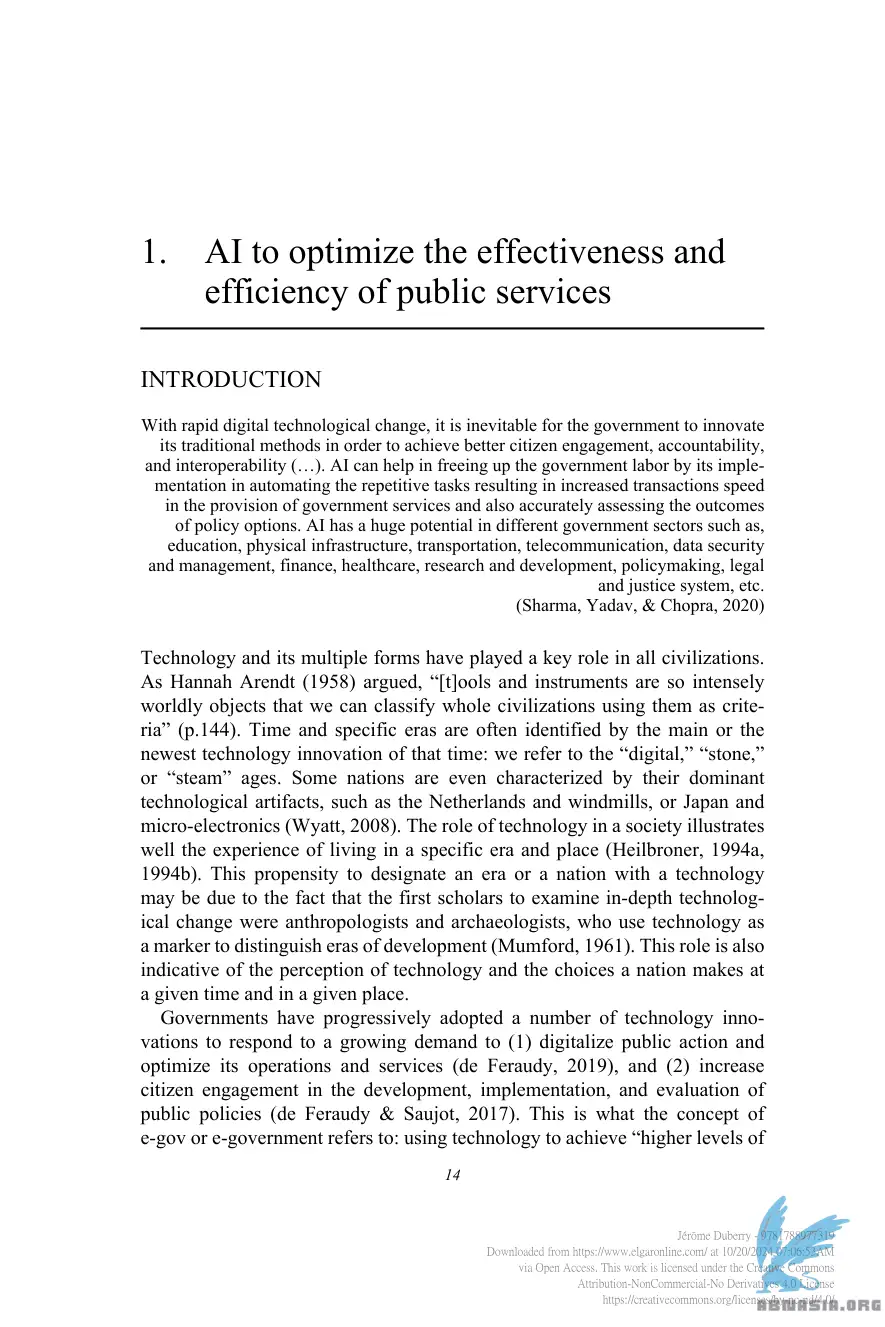 1. AI to optimize the effectiveness and
efficiency of public services
INTRODUCTION
With rapid digital technological change, it is inevitable for the government to innovate
its traditional methods in order to achieve better citizen engagement, accountability,
and interoperability (…). AI can help in freeing up the government labor by its imple-
mentation in automating the repetitive tasks resulting in increased transactions speed
in the provision of government services and also accurately assessing the outcomes
of policy options. AI has a huge potential in different government sectors such as,
education, physical infrastructure, transportation, telecommunication, data security
and management, finance, healthcare, research and development, policymaking, legal
and justice system, etc.
(Sharma, Yadav, & Chopra, 2020)
Technology and its multiple forms have played a key role in all civilizations.
As Hannah Arendt (1958) argued, “[t]ools and instruments are so intensely
worldly objects that we can classify whole civilizations using them as crite-
ria” (p.144). Time and specific eras are often identified by the main or the
newest technology innovation of that time: we refer to the “digital,” “stone,”
or “steam” ages. Some nations are even characterized by their dominant
technological artifacts, such as the Netherlands and windmills, or Japan and
micro-electronics (Wyatt, 2008). The role of technology in a society illustrates
well the experience of living in a specific era and place (Heilbroner, 1994a,
1994b). This propensity to designate an era or a nation with a technology
may be due to the fact that the first scholars to examine in-depth technolog-
ical change were anthropologists and archaeologists, who use technology as
a marker to distinguish eras of development (Mumford, 1961). This role is also
indicative of the perception of technology and the choices a nation makes at
a given time and in a given place.
Governments have progressively adopted a number of technology inno-
vations to respond to a growing demand to (1) digitalize public action and
optimize its operations and services (de Feraudy, 2019), and (2) increase
citizen engagement in the development, implementation, and evaluation of
public policies (de Feraudy & Saujot, 2017). This is what the concept of
e-gov or e-government refers to: using technology to achieve “higher levels of
14
Jérôme Duberry - 9781788977319
Downloaded from https://www.elgaronline.com/ at 10/20/2024 07:06:52AM
via Open Access. This work is licensed under the Creative Commons
Attribution-NonCommercial-No Derivatives 4.0 License
https://creativecommons.org/licenses/by-nc-nd/4.0/
ABNASIA.ORG